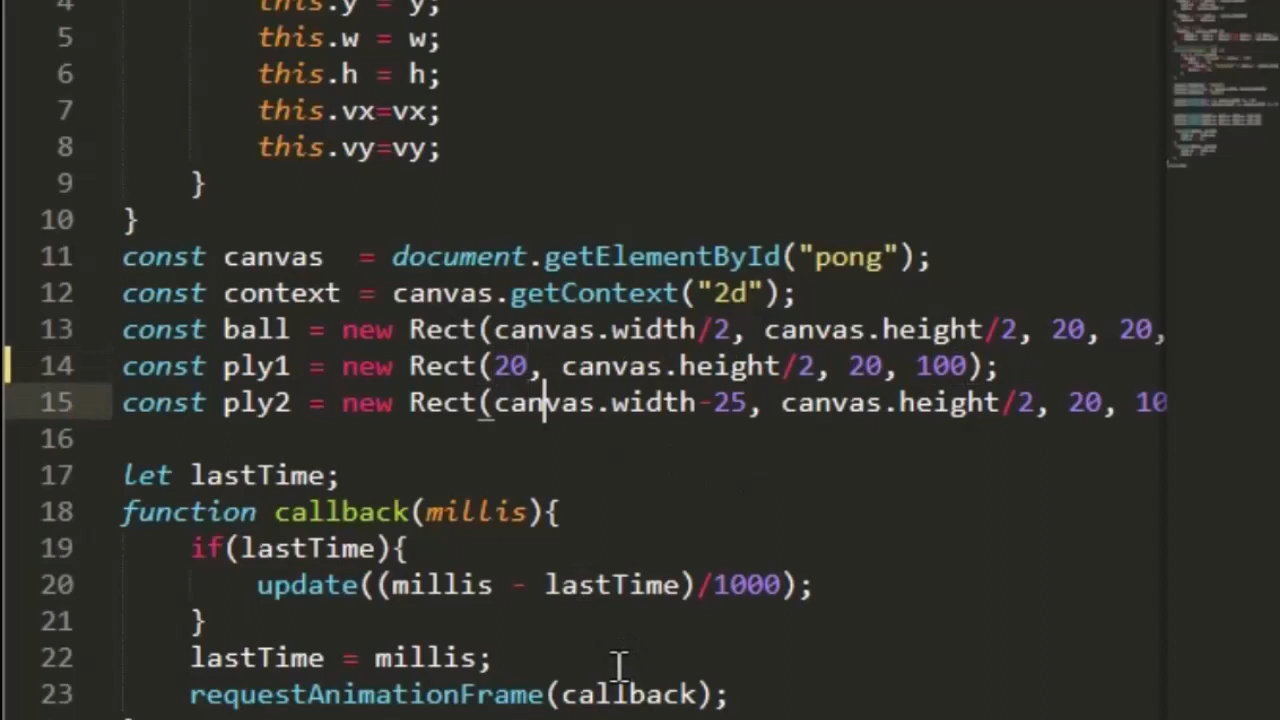 4 this.y = y;
5 this.w = w;
6 this.h = h;
7 this.vx=vx;
8 this.vy=vy;
9 }
10 }
11 const canvas  = document.getElementById("pong");
12 const context = canvas.getContext("2d");
13 const ball = new Rect(canvas.width/2, canvas.height/2, 20, 20,
14 const ply1 = new Rect(20, canvas.height/2, 20, 100);
15 const ply2 = new Rect(canvas.width-25, canvas.height/2, 20, 10
16
17 let lastTime;
18 function callback(millis){
19 if(lastTime){
20 update((millis - lastTime)/1000);
21 }
22 lastTime = millis;
23 requestAnimationFrame(callback);